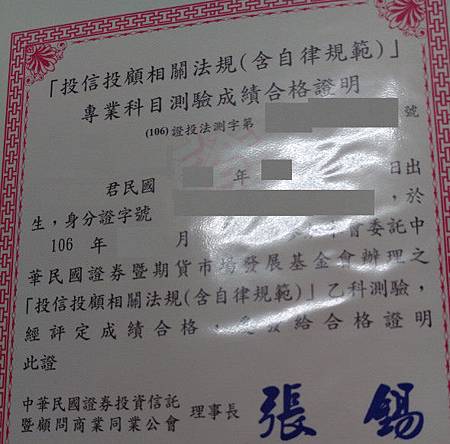 「投信投顧相關法規(含自律規範)」
專業科目測驗成績合格證明
(106) 證投法測字第 號
君民國 年 日出
生，身分證字號 ，於
106 年 月 會委託中
華民國證券暨期貨市場發展基金會辦理之
「投信投顧相關法規(含自律規範)」乙科測驗，
經評定成績合格， 發給合格證明
此證
中華民國證券投資信託
暨顧問商業同業公會 理事長 張錫